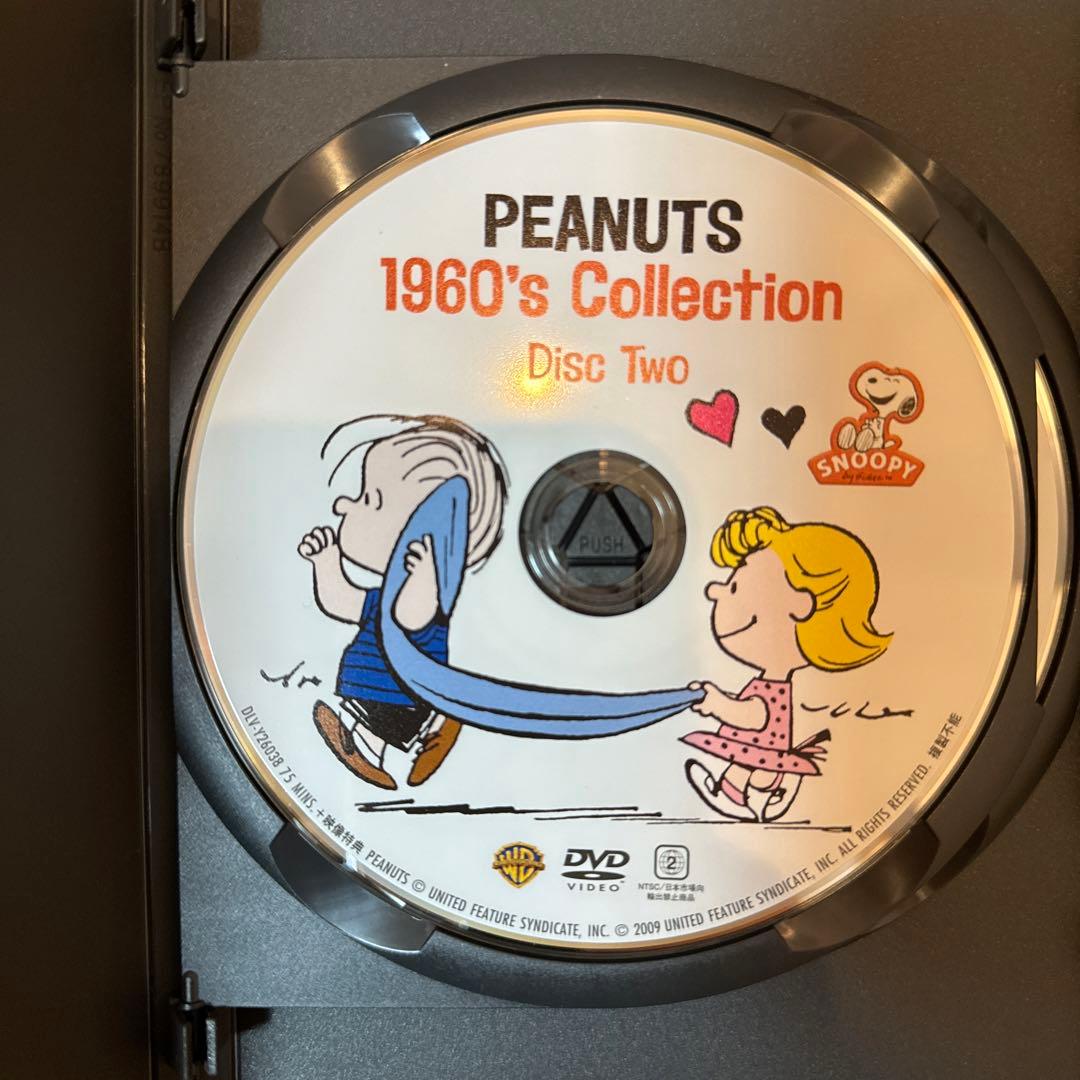 PEANUTS
1960's Collection
Disc Two
SNOOPY
PUSH
DLV-Y26038 75 MINS.+映像特典 PEANUTS © UNITED FEATURE SYNDICATE, INC. © 2009 UNITED FEATURE SYNDICATE, INC. ALL RIGHTS RESERVED. 複製不能
WB
DVD
VIDEO
2
NTSC/日本市場向
輸出禁止商品